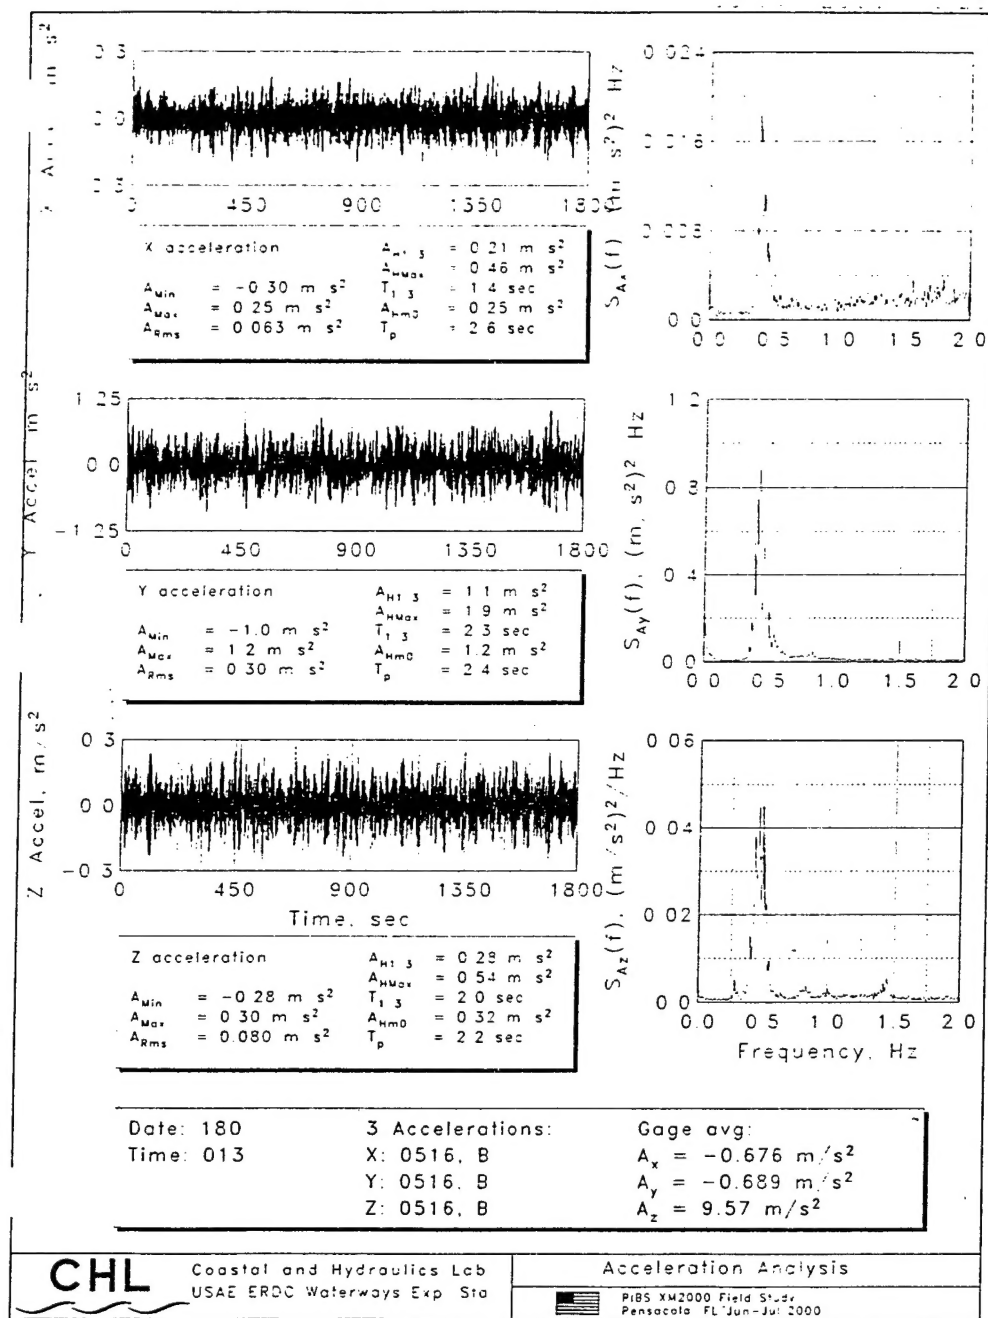 X Accel m s²
0.3
0.0
0.3
0 450 900 1350 1800
S_Ax(f) (m s²)² Hz
0.024
0.016
0.008
0.0
0.0 0.5 1.0 1.5 2.0
X acceleration
A_Min = -0.30 m s²
A_Max = 0.25 m s²
A_Rms = 0.063 m s²
A_H1 3 = 0.21 m s²
A_HMax = 0.46 m s²
T_1 3 = 1.4 sec
A_Hm0 = 0.25 m s²
T_p = 2.6 sec
Y Accel m s²
1.25
0.0
-1.25
0 450 900 1350 1800
S_Ay(f), (m, s²)² Hz
1.2
0.8
0.4
0.0
0.0 0.5 1.0 1.5 2.0
Y acceleration
A_Min = -1.0 m s²
A_Max = 1.2 m s²
A_Rms = 0.30 m s²
A_H1 3 = 1.1 m s²
A_HMax = 1.9 m s²
T_1 3 = 2.3 sec
A_Hm0 = 1.2 m s²
T_p = 2.4 sec
Z Accel, m/s²
0.3
0.0
-0.3
0 450 900 1350 1800
Time, sec
S_Az(f), (m/s²)²/Hz
0.06
0.04
0.02
0.0
0.0 0.5 1.0 1.5 2.0
Frequency, Hz
Z acceleration
A_Min = -0.28 m s²
A_Max = 0.30 m s²
A_Rms = 0.080 m s²
A_H1 3 = 0.28 m s²
A_HMax = 0.54 m s²
T_1 3 = 2.0 sec
A_Hm0 = 0.32 m s²
T_p = 2.2 sec
Date: 180
Time: 013
3 Accelerations:
X: 0516, B
Y: 0516, B
Z: 0516, B
Gage avg:
A_x = -0.676 m/s²
A_y = -0.689 m/s²
A_z = 9.57 m/s²
CHL
Coastal and Hydraulics Lab
USAE ERDC Waterways Exp Sta
Acceleration Analysis
PIBS XM2000 Field Study
Pensacola FL Jun-Jul 2000